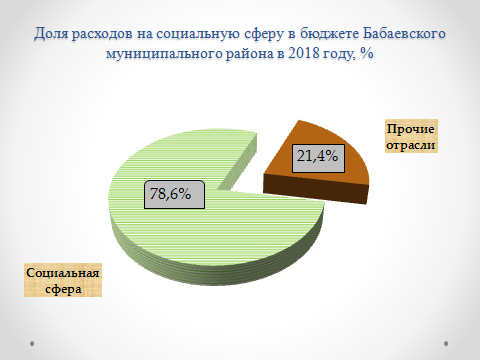 Доля расходов на социальную сферу в бюджете Бабаевского
муниципального района в 2018 году, %
Прочие
отрасли
21,4%
78,6%
Социальная
сфера